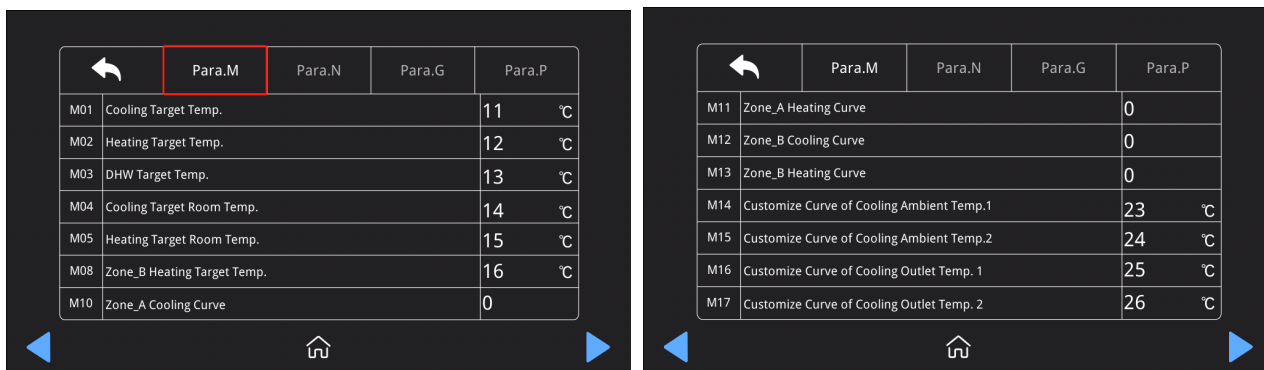 Para.M Para.N Para.G Para.P
M01 Cooling Target Temp. 11 ℃
M02 Heating Target Temp. 12 ℃
M03 DHW Target Temp. 13 ℃
M04 Cooling Target Room Temp. 14 ℃
M05 Heating Target Room Temp. 15 ℃
M08 Zone_B Heating Target Temp. 16 ℃
M10 Zone_A Cooling Curve 0
Para.M Para.N Para.G Para.P
M11 Zone_A Heating Curve 0
M12 Zone_B Cooling Curve 0
M13 Zone_B Heating Curve 0
M14 Customize Curve of Cooling Ambient Temp.1 23 ℃
M15 Customize Curve of Cooling Ambient Temp.2 24 ℃
M16 Customize Curve of Cooling Outlet Temp. 1 25 ℃
M17 Customize Curve of Cooling Outlet Temp. 2 26 ℃